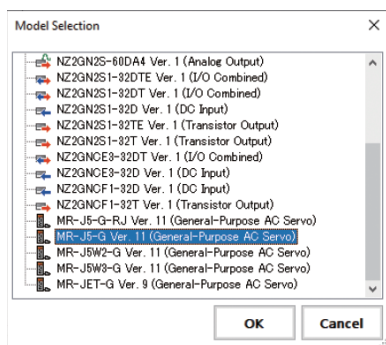 Model Selection
NZ2GN2S-60DA4 Ver. 1 (Analog Output)
NZ2GN2S1-32DTE Ver. 1 (I/O Combined)
NZ2GN2S1-32DT Ver. 1 (I/O Combined)
NZ2GN2S1-32D Ver. 1 (DC Input)
NZ2GN2S1-32TE Ver. 1 (Transistor Output)
NZ2GN2S1-32T Ver. 1 (Transistor Output)
NZ2GNCE3-32DT Ver. 1 (I/O Combined)
NZ2GNCE3-32D Ver. 1 (DC Input)
NZ2GNCF1-32D Ver. 1 (DC Input)
NZ2GNCF1-32T Ver. 1 (Transistor Output)
MR-J5-G-RJ Ver. 11 (General-Purpose AC Servo)
MR-J5-G Ver. 11 (General-Purpose AC Servo)
MR-J5W2-G Ver. 11 (General-Purpose AC Servo)
MR-J5W3-G Ver. 11 (General-Purpose AC Servo)
MR-JET-G Ver. 9 (General-Purpose AC Servo)
OK Cancel